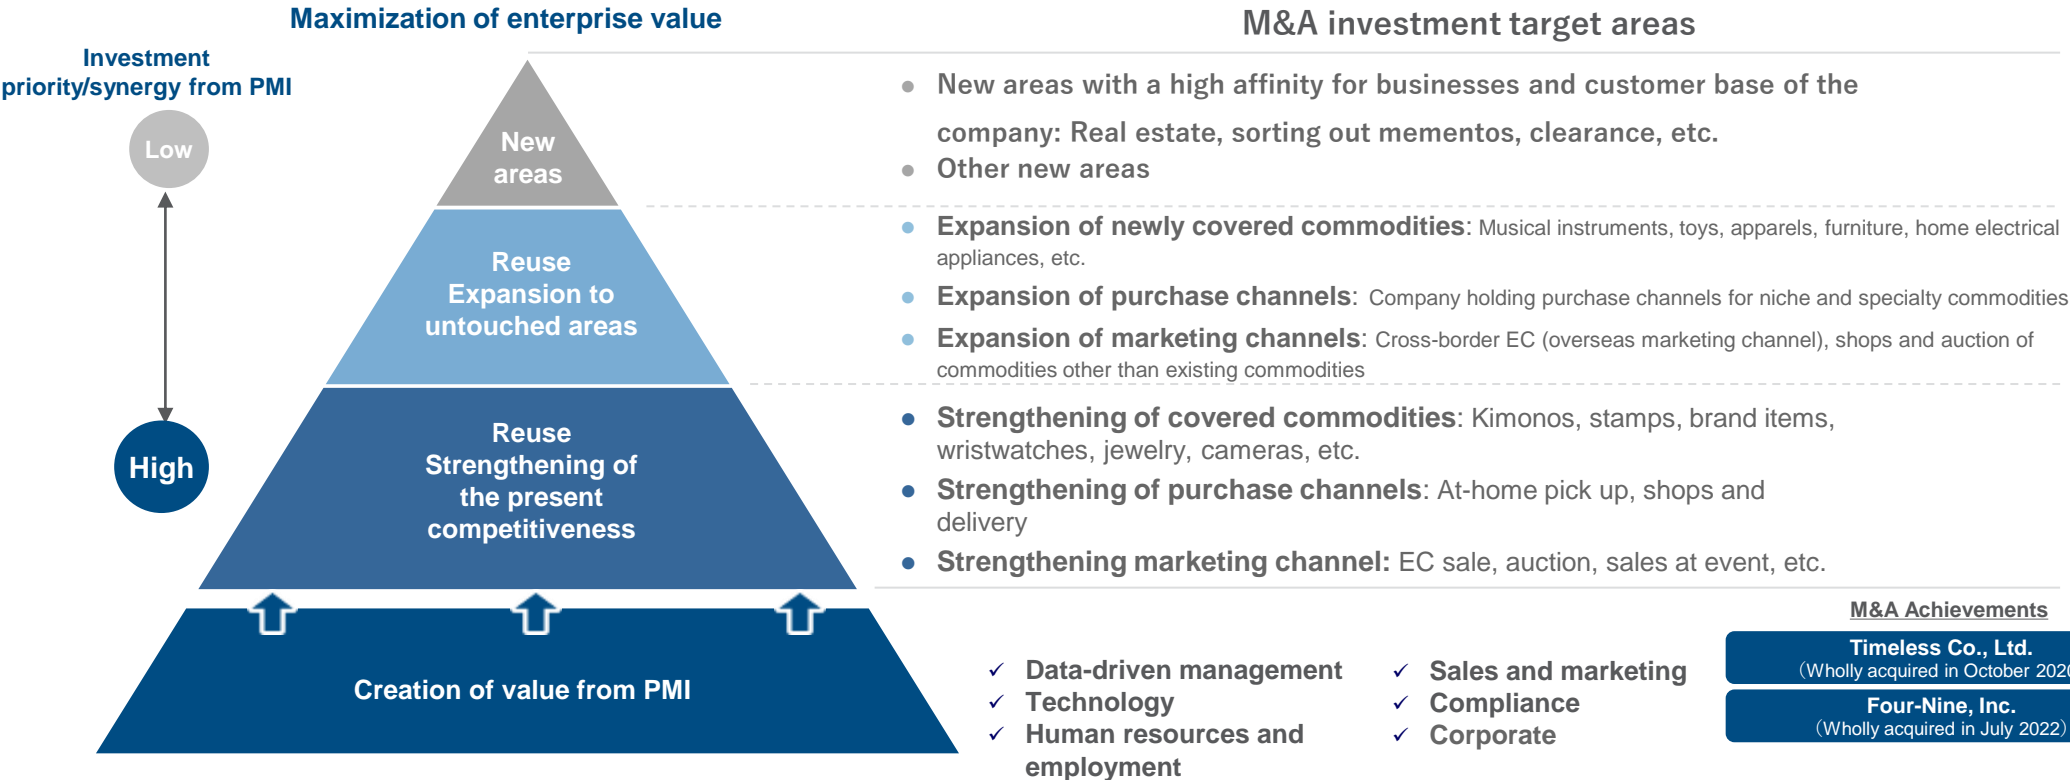 Maximization of enterprise value
M&A investment target areas
Investment
priority/synergy from PMI
Low
High
New
areas
Reuse
Expansion to
untouched areas
Reuse
Strengthening of
the present
competitiveness
Creation of value from PMI
● New areas with a high affinity for businesses and customer base of the
company: Real estate, sorting out mementos, clearance, etc.
● Other new areas
● Expansion of newly covered commodities: Musical instruments, toys, apparels, furniture, home electrical
appliances, etc.
● Expansion of purchase channels: Company holding purchase channels for niche and specialty commodities
● Expansion of marketing channels: Cross-border EC (overseas marketing channel), shops and auction of
commodities other than existing commodities
● Strengthening of covered commodities: Kimonos, stamps, brand items,
wristwatches, jewelry, cameras, etc.
● Strengthening of purchase channels: At-home pick up, shops and
delivery
● Strengthening marketing channel: EC sale, auction, sales at event, etc.
✓ Data-driven management
✓ Technology
✓ Human resources and
employment
✓ Sales and marketing
✓ Compliance
✓ Corporate
M&A Achievements
Timeless Co., Ltd.
（Wholly acquired in October 2020
Four-Nine, Inc.
（Wholly acquired in July 2022）